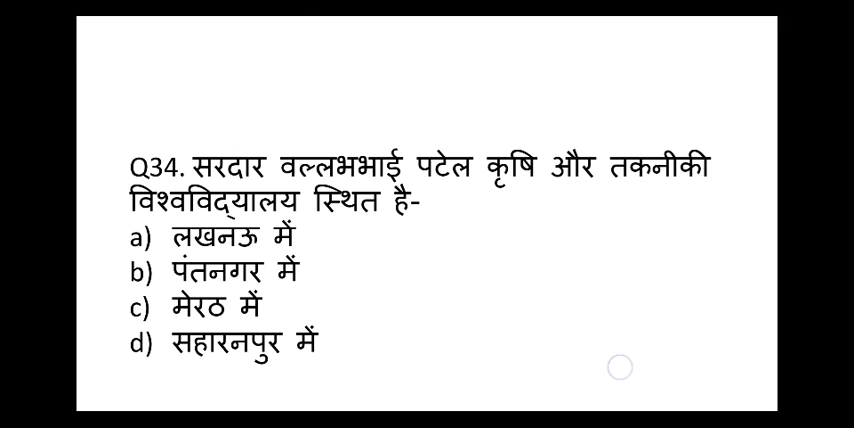 Q34. सरदार वल्लभभाई पटेल कृषि और तकनीकी
विश्वविद्यालय स्थित है-
a) लखनऊ में
b) पंतनगर में
c) मेरठ में
d) सहारनपुर में